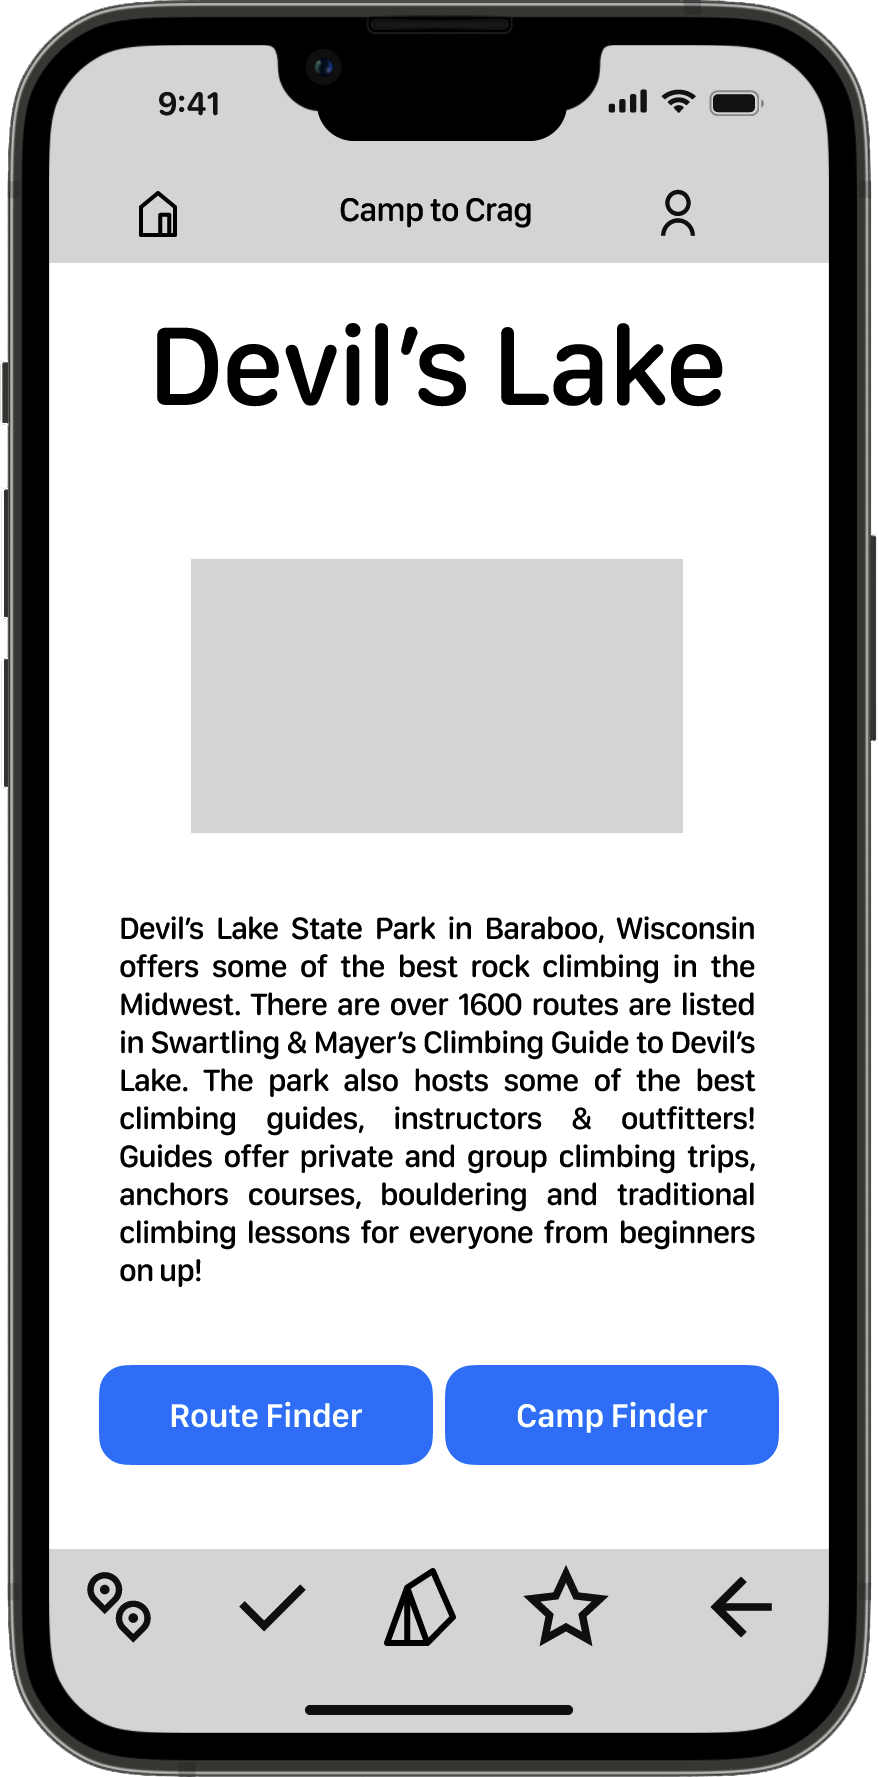 9:41
Camp to Crag
Devil’s Lake
Devil’s Lake State Park in Baraboo, Wisconsin
offers some of the best rock climbing in the
Midwest. There are over 1600 routes are listed
in Swartling & Mayer’s Climbing Guide to Devil’s
Lake. The park also hosts some of the best
climbing guides, instructors & outfitters!
Guides offer private and group climbing trips,
anchors courses, bouldering and traditional
climbing lessons for everyone from beginners
on up!
Route Finder
Camp Finder